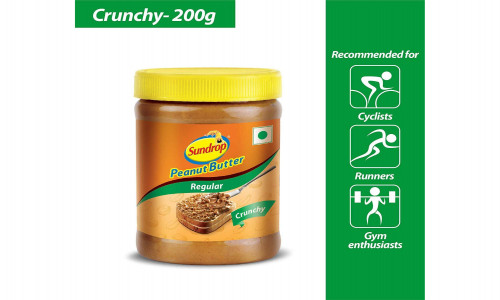 Crunchy- 200g
Sundrop
Peanut Butter
Regular
Crunchy
Recommended for
Cyclists
Runners
Gym
enthusiasts